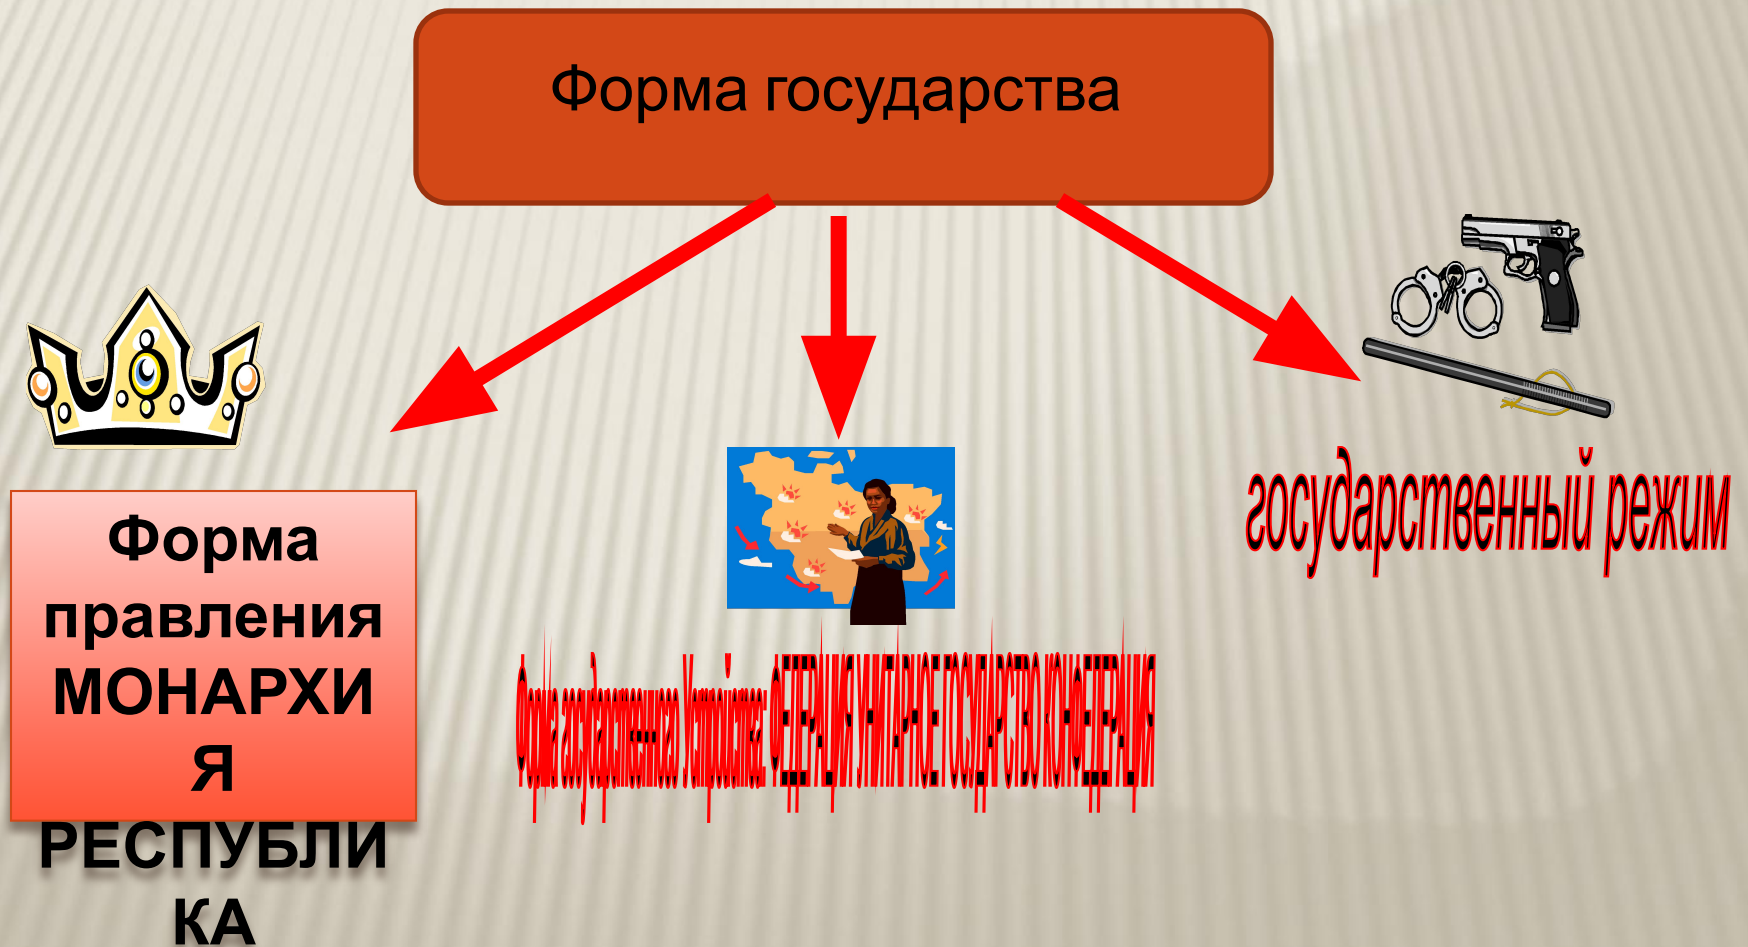 Форма государства
Форма
правления
МОНАРХИ
Я
РЕСПУБЛИ
КА
Форма государственного Устройства: ФЕДЕРАЦИЯ УНИТАРНОЕ ГОСУДАРСТВО КОНФЕДЕРАЦИЯ
государственный режим